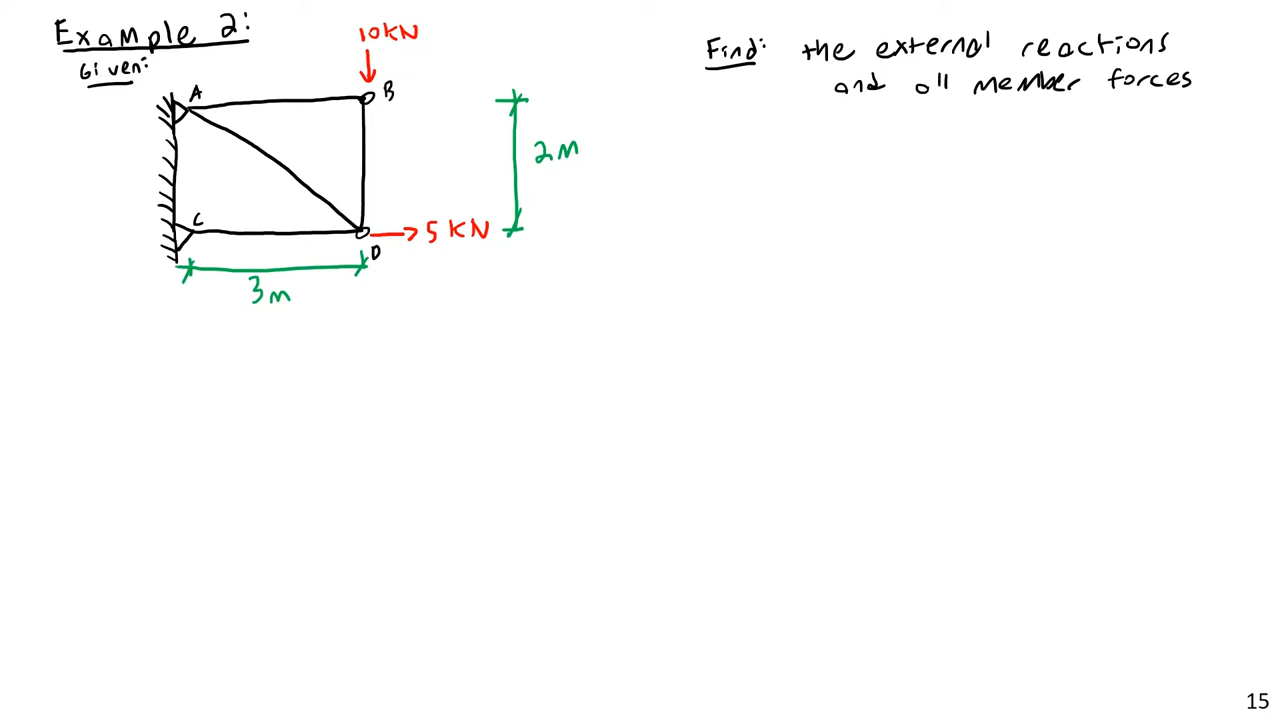 Example 2:
Given:
10KN
A
B
2m
C
5 KN
D
3m
Find: the external reactions
and all member forces
15